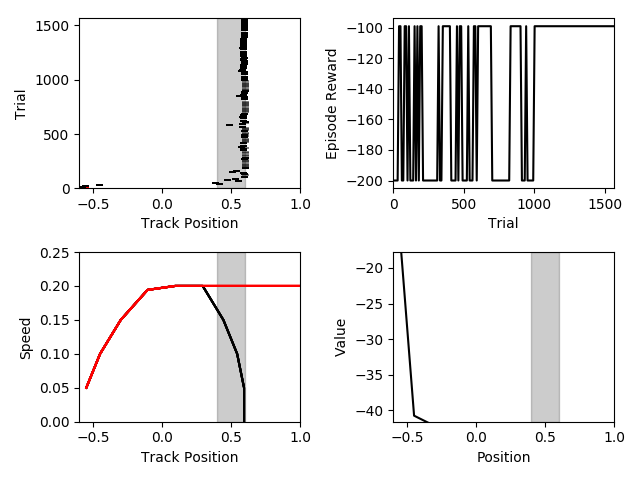 1500
1000
500
0
Trial
−0.5 0.0 0.5 1.0
Track Position
−100
−120
−140
−160
−180
−200
Episode Reward
0 500 1000 1500
Trial
0.25
0.20
0.15
0.10
0.05
0.00
Speed
−0.5 0.0 0.5 1.0
Track Position
−20
−25
−30
−35
−40
Value
−0.5 0.0 0.5 1.0
Position